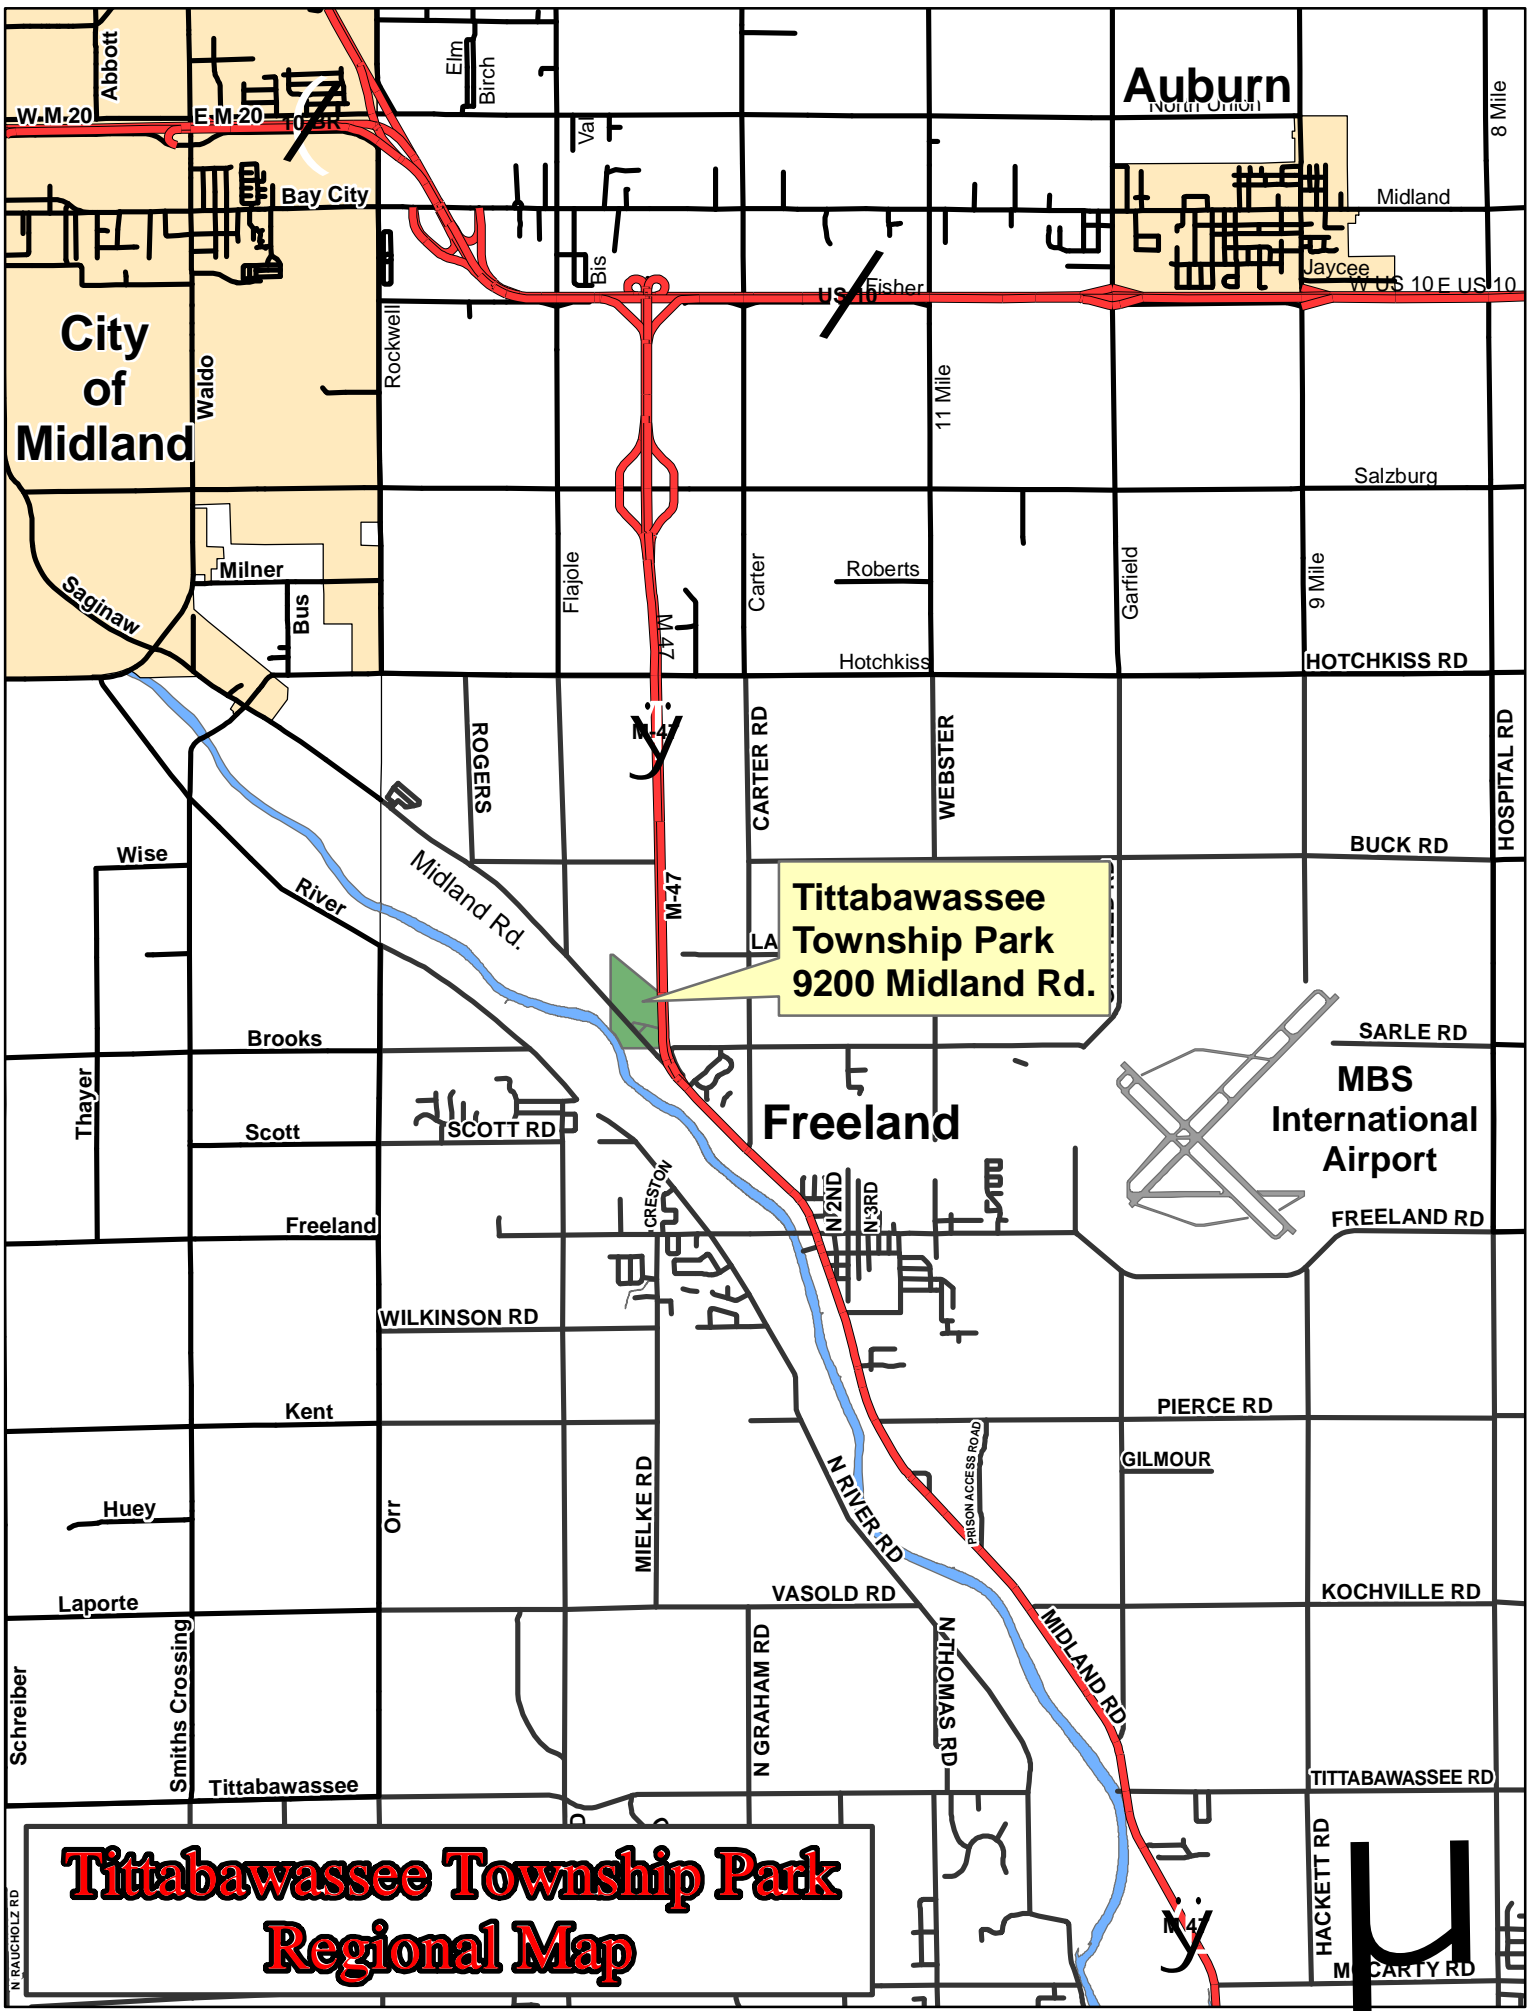 Abbott
Elm
Birch
Auburn
North Union
8 Mile
W M 20
E M 20
10 BR
Val
Bay City
Midland
Bis
Jaycee
US 10
Fisher
W US 10
E US 10
City
of
Midland
Waldo
Rockwell
11 Mile
Salzburg
Milner
Bus
Saginaw
Flajole
M 47
Carter
Roberts
Garfield
9 Mile
Hotchkiss
HOTCHKISS RD
ROGERS
ÿ
M-47
CARTER RD
WEBSTER
HOSPITAL RD
Wise
Midland Rd.
River
M-47
BUCK RD
LA
Tittabawassee
Township Park
9200 Midland Rd.
Brooks
SARLE RD
Thayer
MBS
International
Airport
Scott
SCOTT RD
Freeland
CRESTON
N 2ND
N 3RD
Freeland
FREELAND RD
WILKINSON RD
Kent
PIERCE RD
MIELKE RD
N RIVER RD
PRISON ACCESS ROAD
GILMOUR
Huey
Orr
Laporte
VASOLD RD
KOCHVILLE RD
Schreiber
Smiths Crossing
N GRAHAM RD
N THOMAS RD
MIDLAND RD
Tittabawassee
TITTABAWASSEE RD
Tittabawassee Township Park
Regional Map
N RAUCHOLZ RD
ÿ
M 47
HACKETT RD
µ
MCCARTY RD